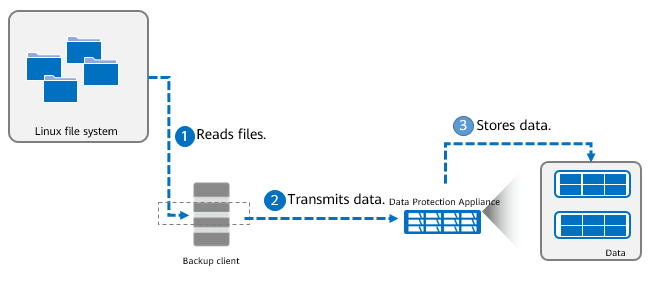 Linux file system
1 Reads files.
Backup client
2 Transmits data.
Data Protection Appliance
3 Stores data.
Data